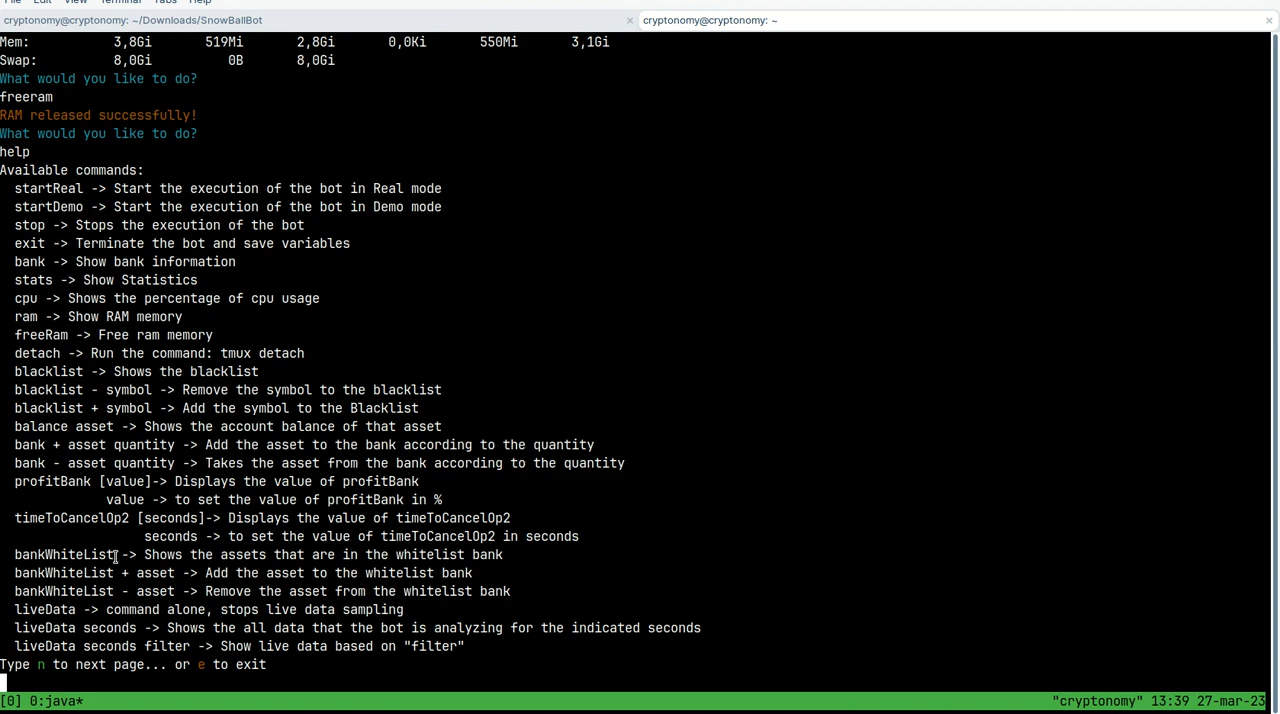 File Edit View Terminal Tabs Help
cryptonomy@cryptonomy: ~/Downloads/SnowBallBot × cryptonomy@cryptonomy: ~ ×
Mem: 3,8Gi 519Mi 2,8Gi 0,0Ki 550Mi 3,1Gi
Swap: 8,0Gi 0B 8,0Gi
What would you like to do?
freeram
RAM released successfully!
What would you like to do?
help
Available commands:
startReal -> Start the execution of the bot in Real mode
startDemo -> Start the execution of the bot in Demo mode
stop -> Stops the execution of the bot
exit -> Terminate the bot and save variables
bank -> Show bank information
stats -> Show Statistics
cpu -> Shows the percentage of cpu usage
ram -> Show RAM memory
freeRam -> Free ram memory
detach -> Run the command: tmux detach
blacklist -> Shows the blacklist
blacklist - symbol -> Remove the symbol to the blacklist
blacklist + symbol -> Add the symbol to the Blacklist
balance asset -> Shows the account balance of that asset
bank + asset quantity -> Add the asset to the bank according to the quantity
bank - asset quantity -> Takes the asset from the bank according to the quantity
profitBank [value]-> Displays the value of profitBank
value -> to set the value of profitBank in %
timeToCancelOp2 [seconds]-> Displays the value of timeToCancelOp2
seconds -> to set the value of timeToCancelOp2 in seconds
bankWhiteList -> Shows the assets that are in the whitelist bank
bankWhiteList + asset -> Add the asset to the whitelist bank
bankWhiteList - asset -> Remove the asset from the whitelist bank
liveData -> command alone, stops live data sampling
liveData seconds -> Shows the all data that the bot is analyzing for the indicated seconds
liveData seconds filter -> Show live data based on "filter"
Type n to next page... or e to exit
[0] 0:java* "cryptonomy" 13:39 27-mar-23